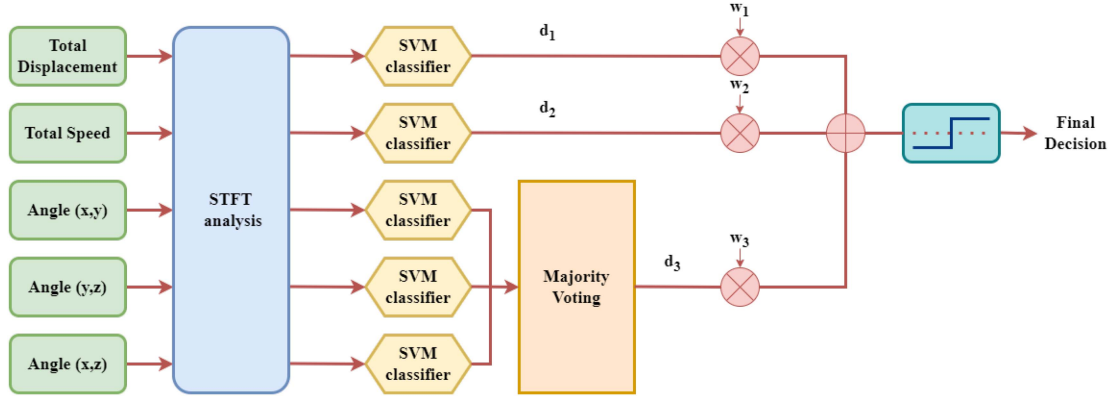 Total
Displacement
Total Speed
Angle (x,y)
Angle (y,z)
Angle (x,z)
STFT
analysis
SVM
classifier
SVM
classifier
SVM
classifier
SVM
classifier
SVM
classifier
Majority
Voting
d1
d2
d3
w1
w2
w3
Final
Decision